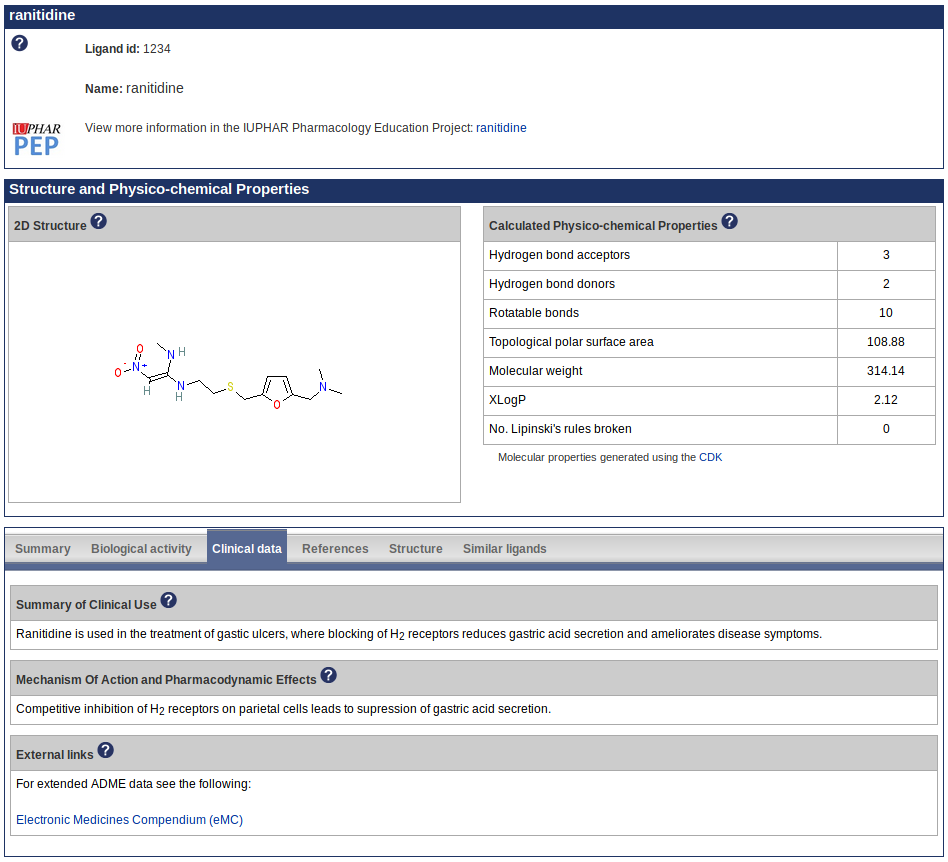 ranitidine
?
Ligand id: 1234
Name: ranitidine
IUPHAR
PEP
View more information in the IUPHAR Pharmacology Education Project: ranitidine
Structure and Physico-chemical Properties
2D Structure ?
O
N+
O-
N H
H
N
H
S
O
N
Calculated Physico-chemical Properties ?
Hydrogen bond acceptors 3
Hydrogen bond donors 2
Rotatable bonds 10
Topological polar surface area 108.88
Molecular weight 314.14
XLogP 2.12
No. Lipinski's rules broken 0
Molecular properties generated using the CDK
Summary Biological activity Clinical data References Structure Similar ligands
Summary of Clinical Use ?
Ranitidine is used in the treatment of gastic ulcers, where blocking of H2 receptors reduces gastric acid secretion and ameliorates disease symptoms.
Mechanism Of Action and Pharmacodynamic Effects ?
Competitive inhibition of H2 receptors on parietal cells leads to supression of gastric acid secretion.
External links ?
For extended ADME data see the following:
Electronic Medicines Compendium (eMC)